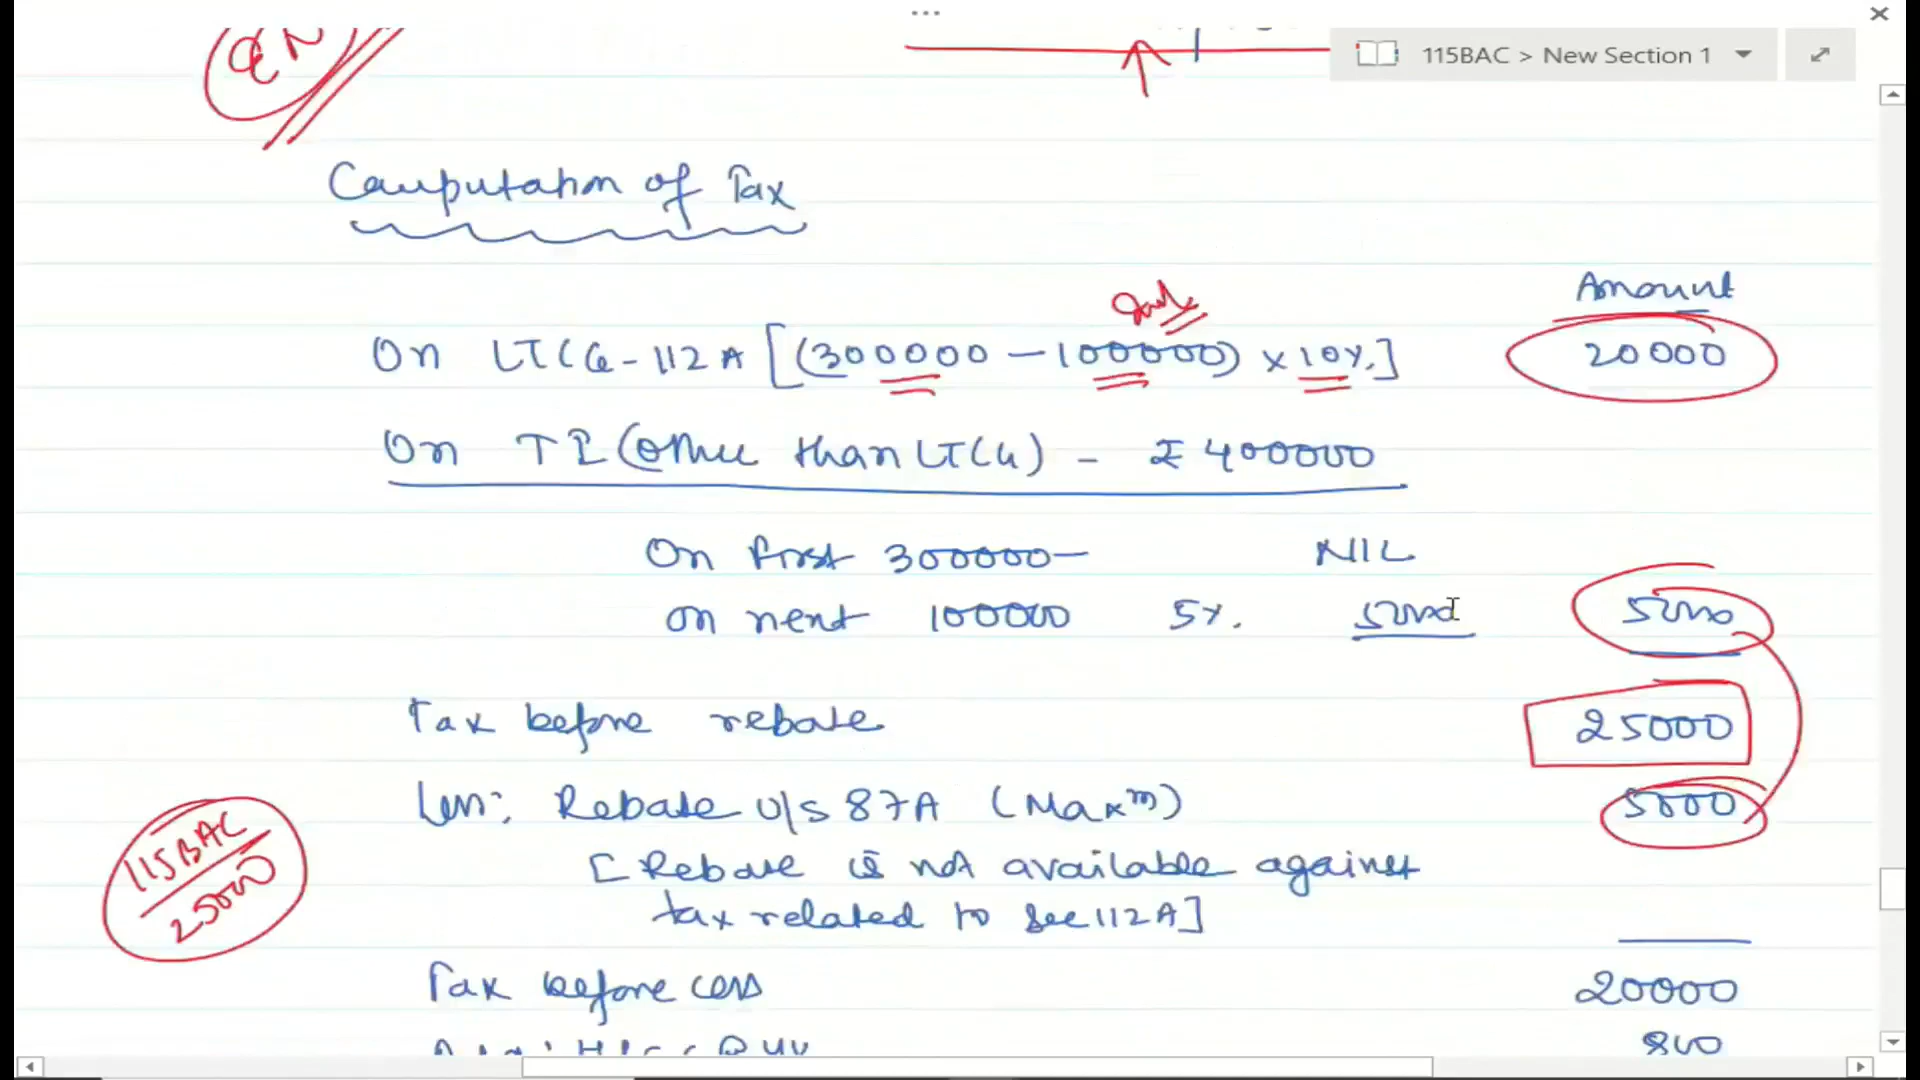 115BAC > New Section 1
Computation of Tax
Amount
On LTCG-112A [(300000 - 100000) x 10%] 20000
On TI (other than LTCG) - ₹ 400000
On first 300000- NIL
on next 100000 5%. 5000 5000
Tax before rebate 25000
Less: Rebate U/s 87A (Maxm) 5000
[Rebate is not available against
tax related to Sec 112A]
115BAC
25000
Tax before cess 20000
800